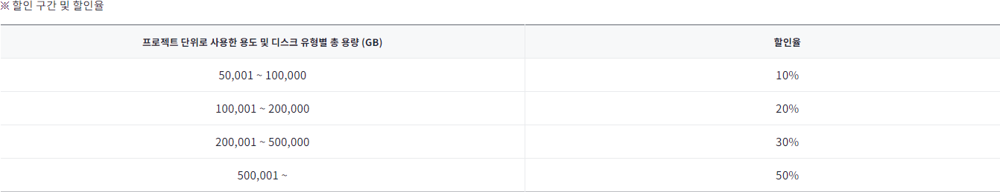 ※ 할인 구간 및 할인율
프로젝트 단위로 사용한 용도 및 디스크 유형별 총 용량 (GB) 할인율
50,001 ~ 100,000 10%
100,001 ~ 200,000 20%
200,001 ~ 500,000 30%
500,001 ~ 50%